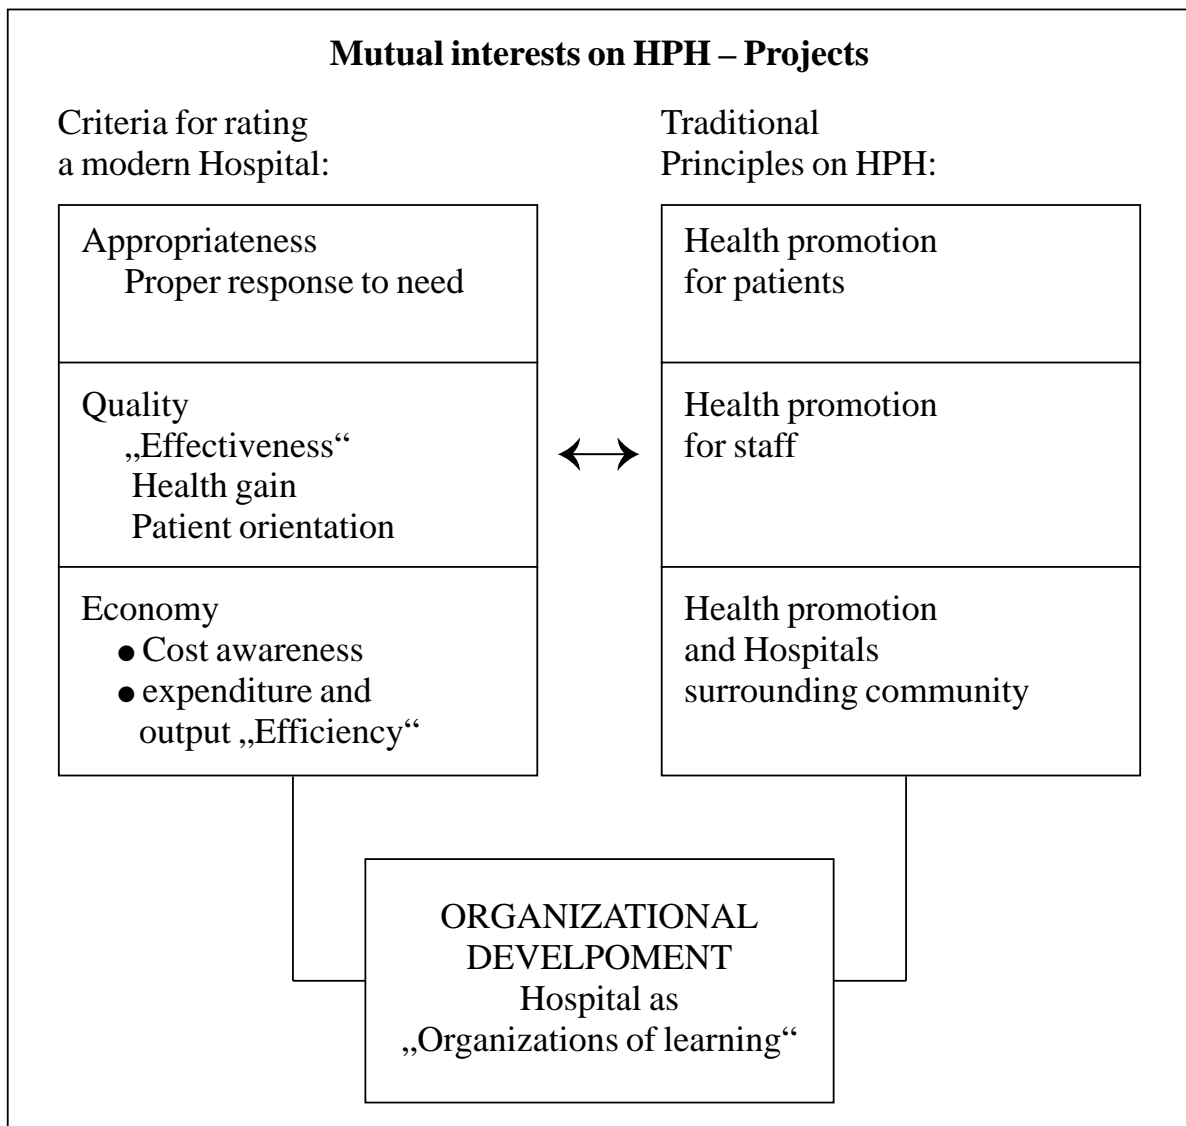 Mutual interests on HPH – Projects
Criteria for rating
a modern Hospital:
Appropriateness
Proper response to need
Quality
„Effectiveness“
Health gain
Patient orientation
Economy
● Cost awareness
● expenditure and
output „Efficiency“
Traditional
Principles on HPH:
Health promotion
for patients
Health promotion
for staff
Health promotion
and Hospitals
surrounding community
ORGANIZATIONAL
DEVELPOMENT
Hospital as
„Organizations of learning“